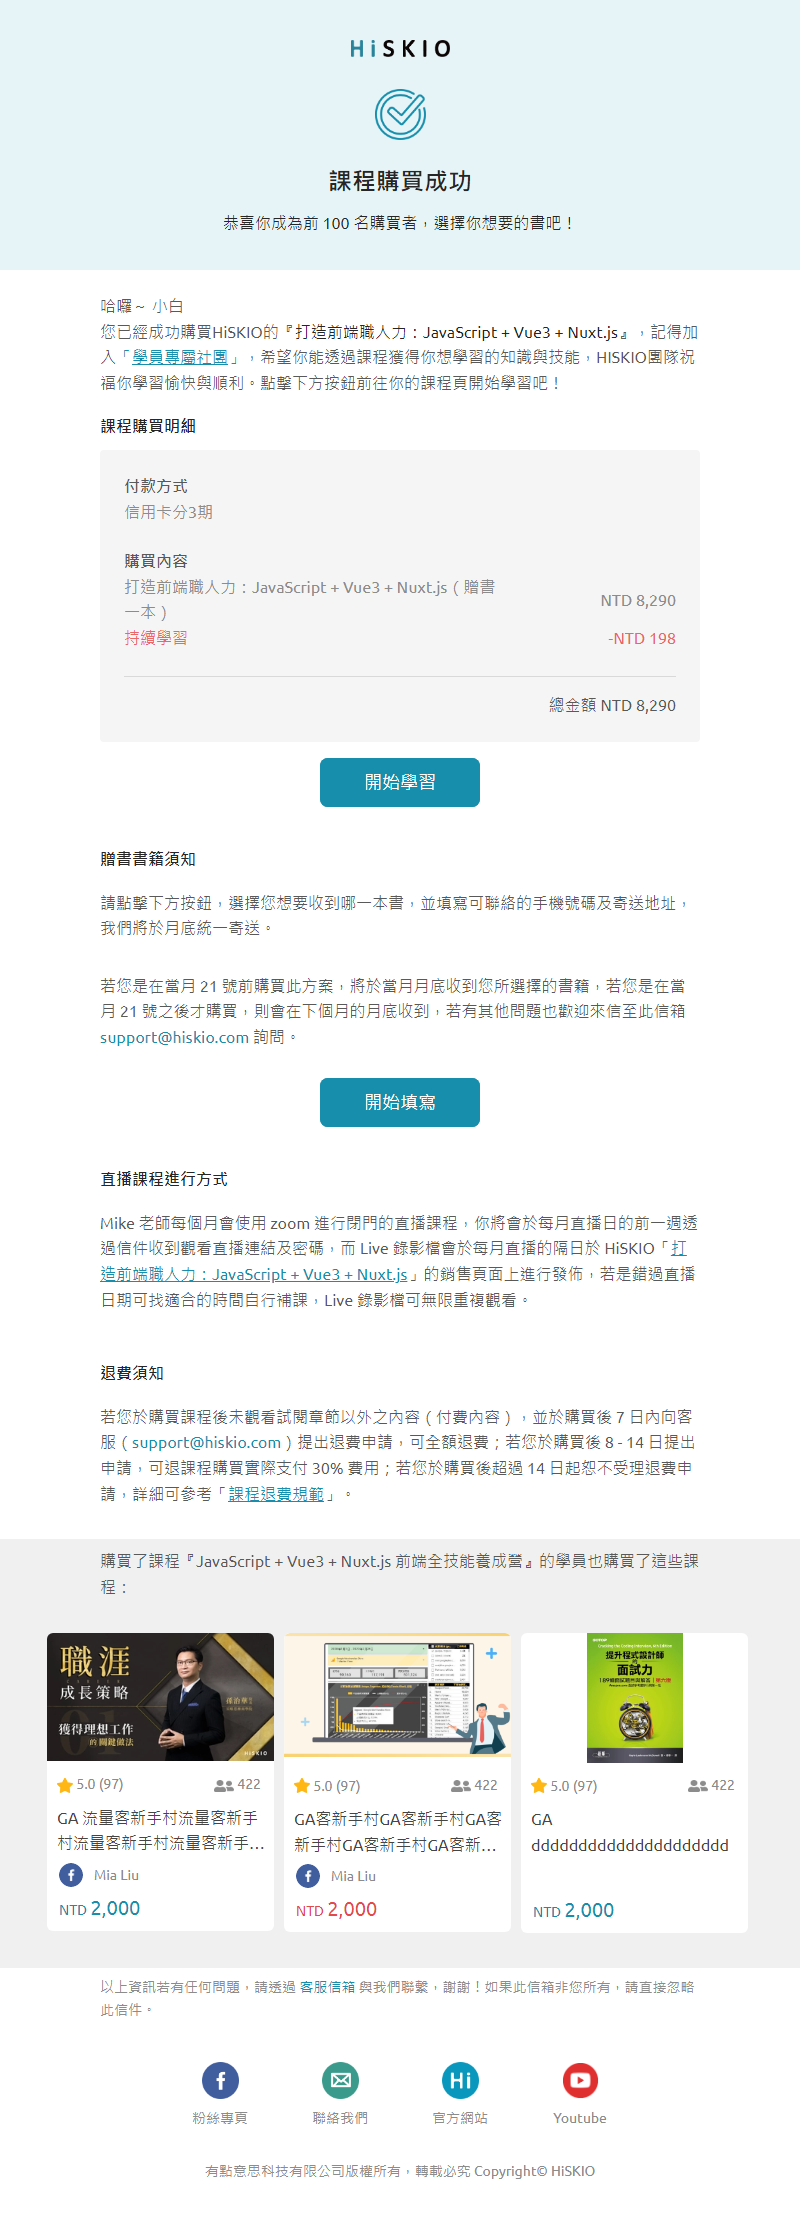 HiSKIO
課程購買成功
恭喜你成為前 100 名購買者，選擇你想要的書吧！
哈囉～ 小白
您已經成功購買HiSKIO的『打造前端職人力：JavaScript + Vue3 + Nuxt.js』，記得加
入「學員專屬社團」，希望你能透過課程獲得你想學習的知識與技能，HISKIO團隊祝
福你學習愉快與順利。點擊下方按鈕前往你的課程頁開始學習吧！
課程購買明細
付款方式
信用卡分3期
購買內容
打造前端職人力：JavaScript + Vue3 + Nuxt.js（贈書
一本）
NTD 8,290
持續學習
-NTD 198
總金額 NTD 8,290
開始學習
贈書書籍須知
請點擊下方按鈕，選擇您想要收到哪一本書，並填寫可聯絡的手機號碼及寄送地址，
我們將於月底統一寄送。
若您是在當月 21 號前購買此方案，將於當月月底收到您所選擇的書籍，若您是在當
月 21 號之後才購買，則會在下個月的月底收到，若有其他問題也歡迎來信至此信箱
support@hiskio.com 詢問。
開始填寫
直播課程進行方式
Mike 老師每個月會使用 zoom 進行閉門的直播課程，你將會於每月直播日的前一週透
過信件收到觀看直播連結及密碼，而 Live 錄影檔會於每月直播的隔日於 HiSKIO「打
造前端職人力：JavaScript + Vue3 + Nuxt.js」的銷售頁面上進行發佈，若是錯過直播
日期可找適合的時間自行補課，Live 錄影檔可無限重複觀看。
退費須知
若您於購買課程後未觀看試閱章節以外之內容（付費內容），並於購買後 7 日內向客
服（support@hiskio.com）提出退費申請，可全額退費；若您於購買後 8 - 14 日提出
申請，可退課程購買實際支付 30% 費用；若您於購買後超過 14 日起恕不受理退費申
請，詳細可參考「課程退費規範」。
購買了課程『JavaScript + Vue3 + Nuxt.js 前端全技能養成營』的學員也購買了這些課
程：
職涯
成長策略
獲得理想工作
的關鍵做法
HiSKIO
5.0 (97)
422
GA 流量客新手村流量客新手
村流量客新手村流量客新手...
Mia Liu
NTD 2,000
5.0 (97)
422
GA客新手村GA客新手村GA客
新手村GA客新手村GA客新...
Mia Liu
NTD 2,000
提升程式設計師
的
面試力
5.0 (97)
422
GA
ddddddddddddddddddddd
NTD 2,000
以上資訊若有任何問題，請透過 客服信箱 與我們聯繫，謝謝！如果此信箱非您所有，請直接忽略
此信件。
粉絲專頁
聯絡我們
Hi
官方網站
Youtube
有點意思科技有限公司版權所有，轉載必究 Copyright© HiSKIO